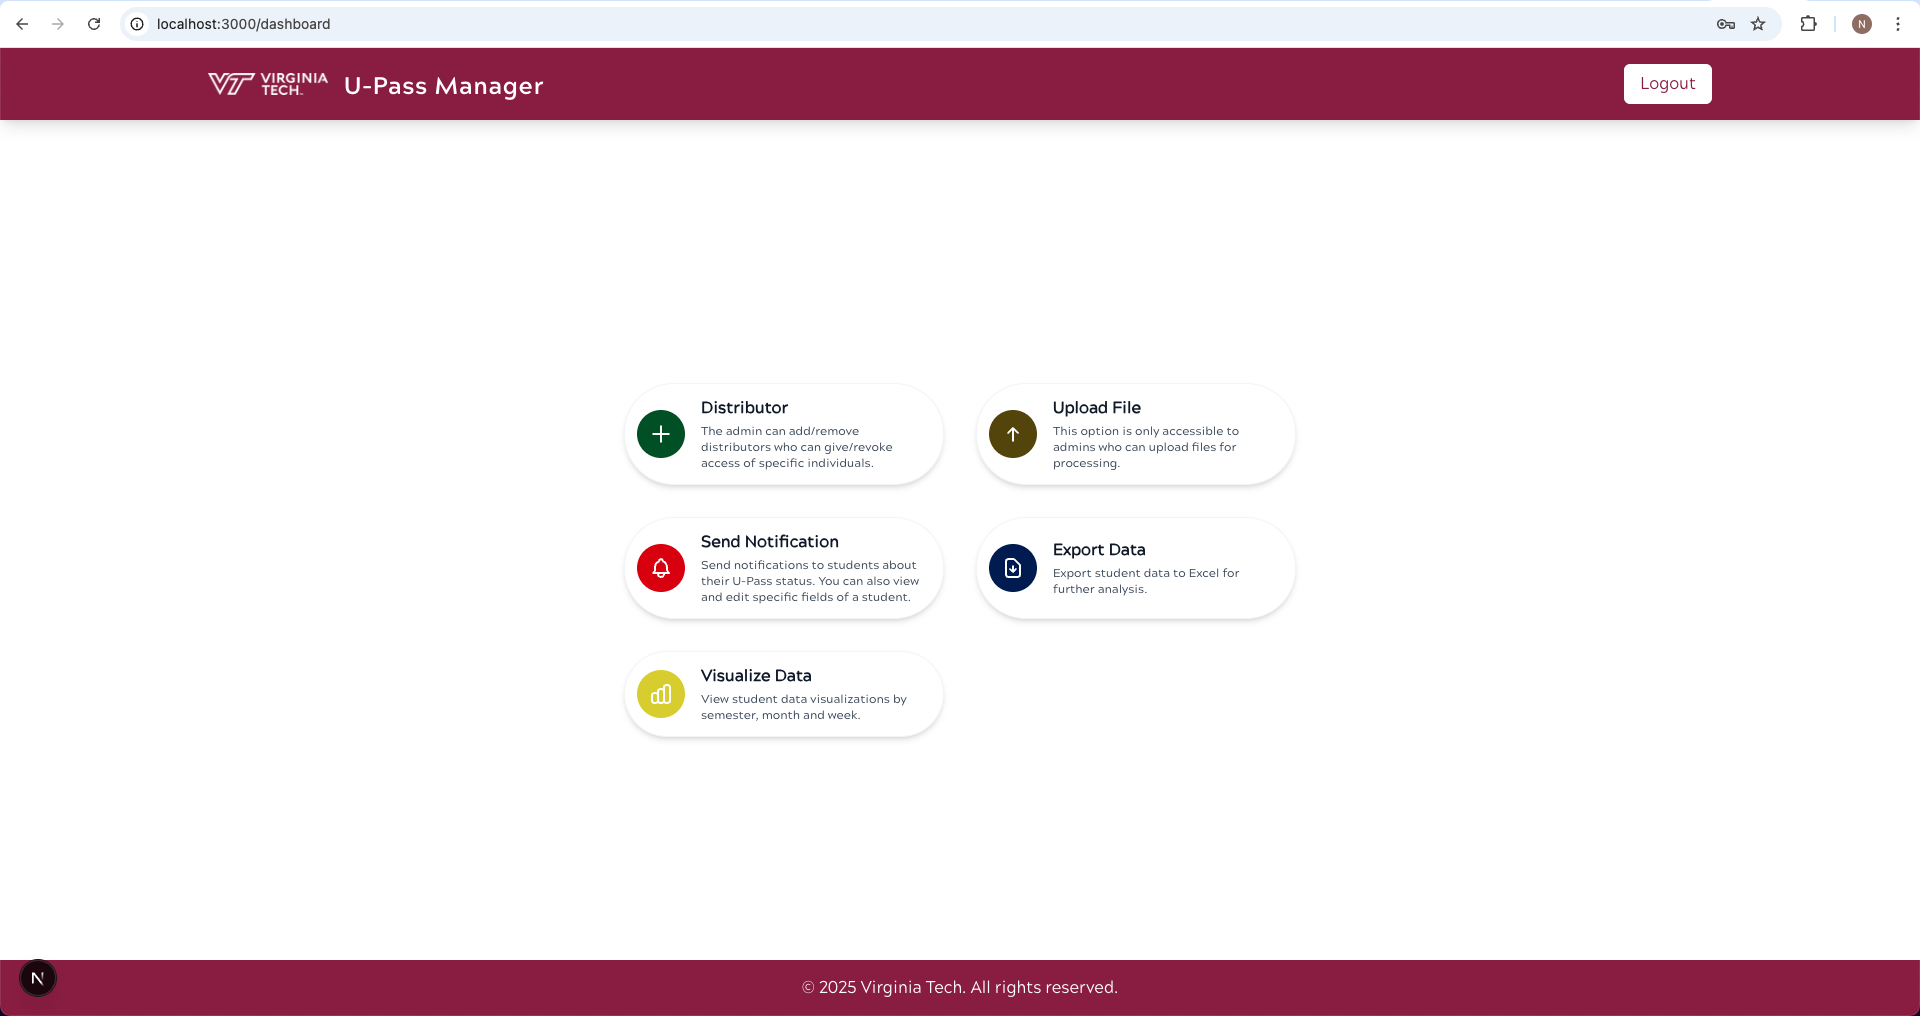 localhost:3000/dashboard
N
VIRGINIA
TECH.
U-Pass Manager
Logout
Distributor
The admin can add/remove
distributors who can give/revoke
access of specific individuals.
Upload File
This option is only accessible to
admins who can upload files for
processing.
Send Notification
Send notifications to students about
their U-Pass status. You can also view
and edit specific fields of a student.
Export Data
Export student data to Excel for
further analysis.
Visualize Data
View student data visualizations by
semester, month and week.
N
© 2025 Virginia Tech. All rights reserved.